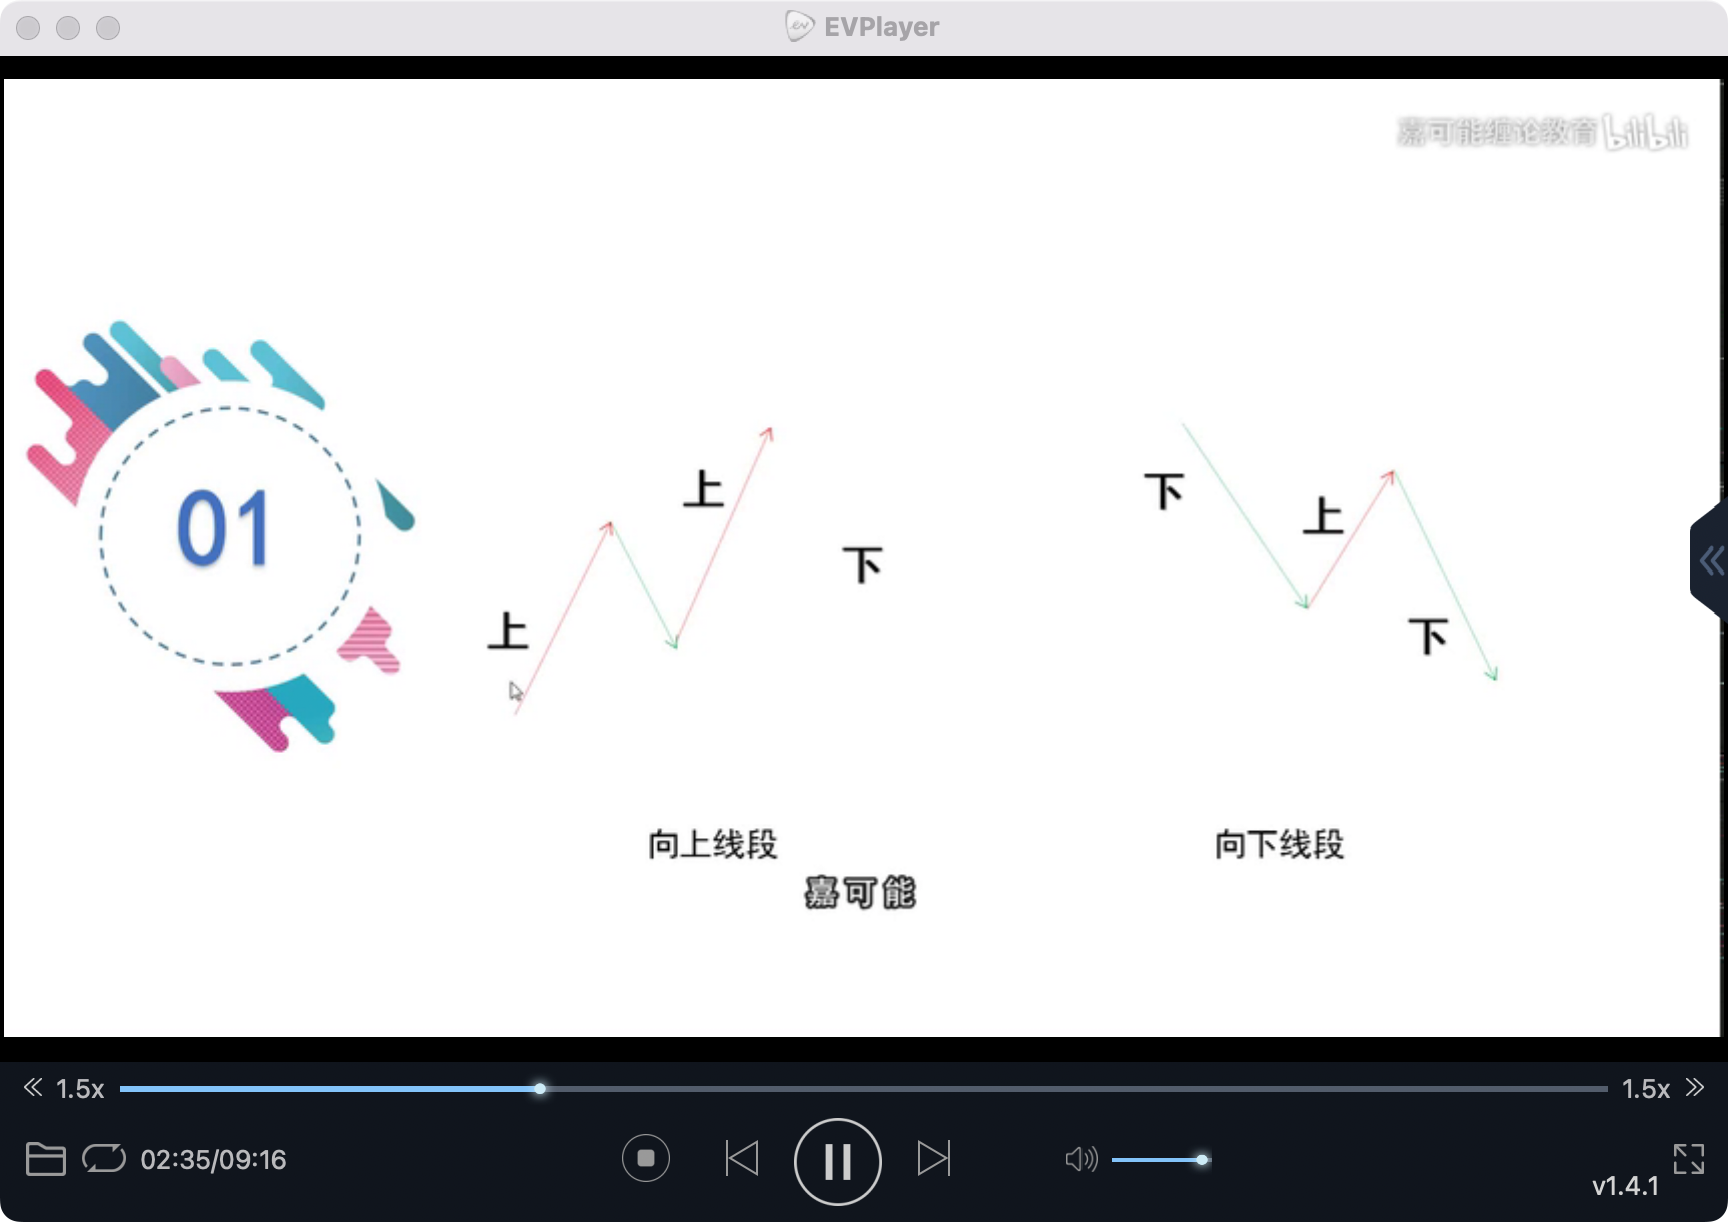 EVPlayer
嘉可能缠论教育 bilibili
01
上
上
下
下
上
下
向上线段
向下线段
嘉可能
1.5x
1.5x
02:35/09:16
v1.4.1